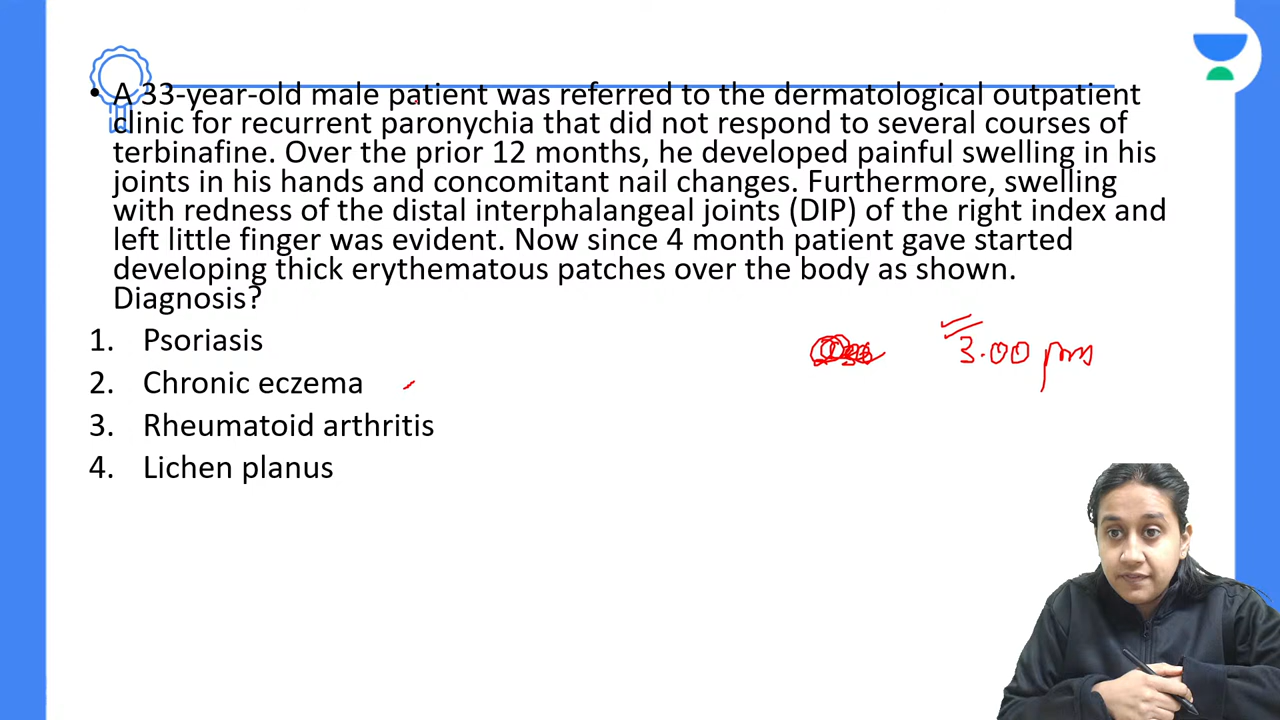 • A 33-year-old male patient was referred to the dermatological outpatient
clinic for recurrent paronychia that did not respond to several courses of
terbinafine. Over the prior 12 months, he developed painful swelling in his
joints in his hands and concomitant nail changes. Furthermore, swelling
with redness of the distal interphalangeal joints (DIP) of the right index and
left little finger was evident. Now since 4 month patient gave started
developing thick erythematous patches over the body as shown.
Diagnosis?
1. Psoriasis
3.00 pm
2. Chronic eczema
3. Rheumatoid arthritis
4. Lichen planus